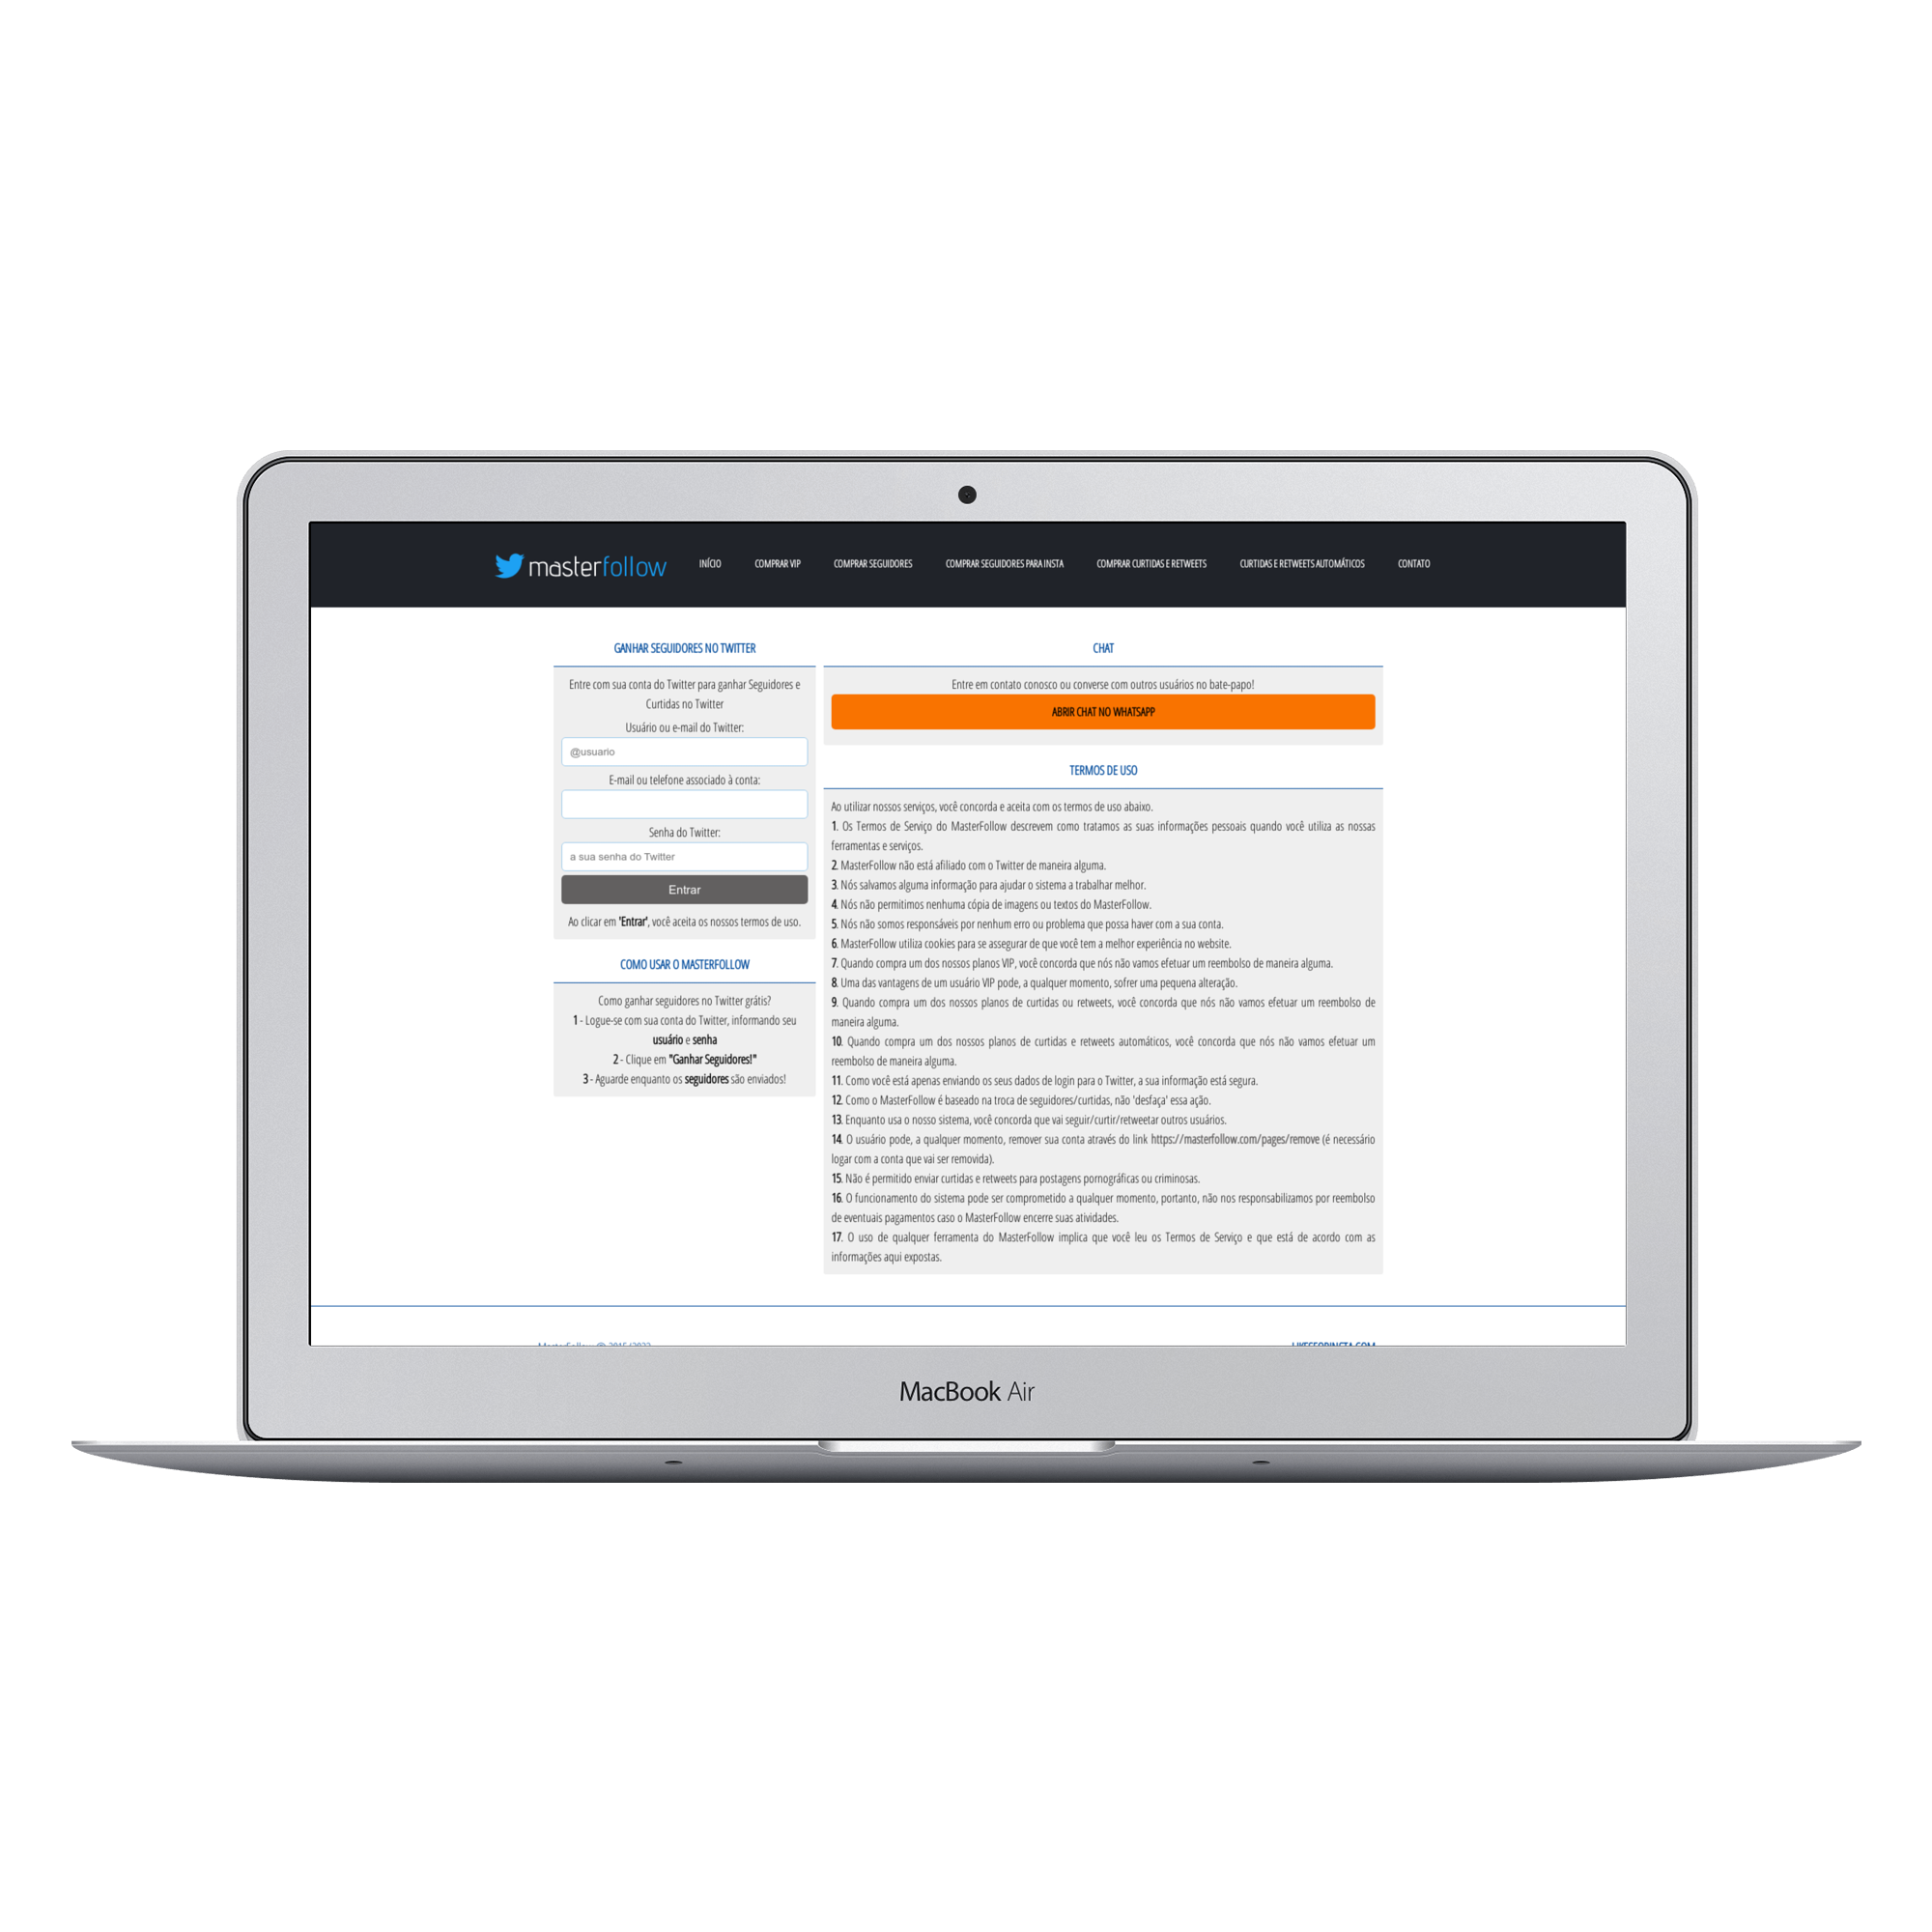 masterfollow
INÍCIO
COMPRAR VIP
COMPRAR SEGUIDORES
COMPRAR SEGUIDORES PARA INSTA
COMPRAR CURTIDAS E RETWEETS
CURTIDAS E RETWEETS AUTOMÁTICOS
CONTATO
GANHAR SEGUIDORES NO TWITTER
Entre com sua conta do Twitter para ganhar Seguidores e
Curtidas no Twitter
Usuário ou e-mail do Twitter:
@usuario
E-mail ou telefone associado à conta:
Senha do Twitter:
a sua senha do Twitter
Entrar
Ao clicar em 'Entrar', você aceita os nossos termos de uso.
COMO USAR O MASTERFOLLOW
Como ganhar seguidores no Twitter grátis?
1 - Logue-se com sua conta do Twitter, informando seu
usuário e senha
2 - Clique em "Ganhar Seguidores!"
3 - Aguarde enquanto os seguidores são enviados!
CHAT
Entre em contato conosco ou converse com outros usuários no bate-papo!
ABRIR CHAT NO WHATSAPP
TERMOS DE USO
Ao utilizar nossos serviços, você concorda e aceita com os termos de uso abaixo.
1. Os Termos de Serviço do MasterFollow descrevem como tratamos as suas informações pessoais quando você utiliza as nossas
ferramentas e serviços.
2. MasterFollow não está afiliado com o Twitter de maneira alguma.
3. Nós salvamos alguma informação para ajudar o sistema a trabalhar melhor.
4. Nós não permitimos nenhuma cópia de imagens ou textos do MasterFollow.
5. Nós não somos responsáveis por nenhum erro ou problema que possa haver com a sua conta.
6. MasterFollow utiliza cookies para se assegurar de que você tem a melhor experiência no website.
7. Quando compra um dos nossos planos VIP, você concorda que nós não vamos efetuar um reembolso de maneira alguma.
8. Uma das vantagens de um usuário VIP pode, a qualquer momento, sofrer uma pequena alteração.
9. Quando compra um dos nossos planos de curtidas ou retweets, você concorda que nós não vamos efetuar um reembolso de
maneira alguma.
10. Quando compra um dos nossos planos de curtidas e retweets automáticos, você concorda que nós não vamos efetuar um
reembolso de maneira alguma.
11. Como você está apenas enviando os seus dados de login para o Twitter, a sua informação está segura.
12. Como o MasterFollow é baseado na troca de seguidores/curtidas, não 'desfaça' essa ação.
13. Enquanto usa o nosso sistema, você concorda que vai seguir/curtir/retweetar outros usuários.
14. O usuário pode, a qualquer momento, remover sua conta através do link https://masterfollow.com/pages/remove (é necessário
logar com a conta que vai ser removida).
15. Não é permitido enviar curtidas e retweets para postagens pornográficas ou criminosas.
16. O funcionamento do sistema pode ser comprometido a qualquer momento, portanto, não nos responsabilizamos por reembolso
de eventuais pagamentos caso o MasterFollow encerre suas atividades.
17. O uso de qualquer ferramenta do MasterFollow implica que você leu os Termos de Serviço e que está de acordo com as
informações aqui expostas.
MacBook Air